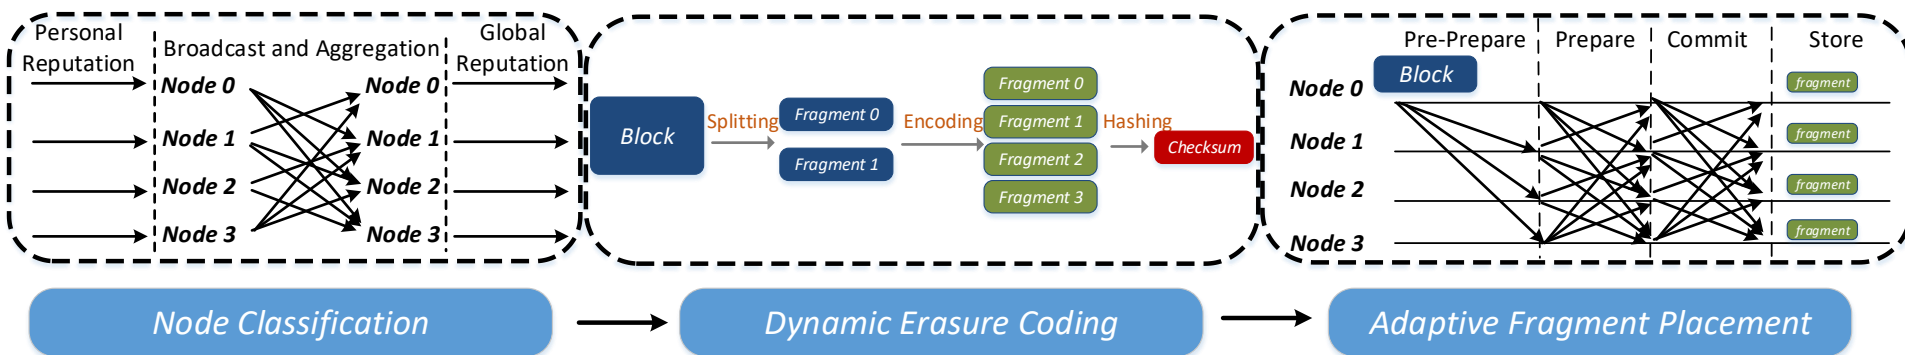 Personal
Reputation
Broadcast and Aggregation
Global
Reputation
Node 0
Node 0
Node 1
Node 1
Node 2
Node 2
Node 3
Node 3
Block
Splitting
Fragment 0
Fragment 1
Encoding
Fragment 0
Fragment 1
Fragment 2
Fragment 3
Hashing
Checksum
Pre-Prepare
Prepare
Commit
Store
Node 0
Block
fragment
Node 1
fragment
Node 2
fragment
Node 3
fragment
Node Classification
Dynamic Erasure Coding
Adaptive Fragment Placement